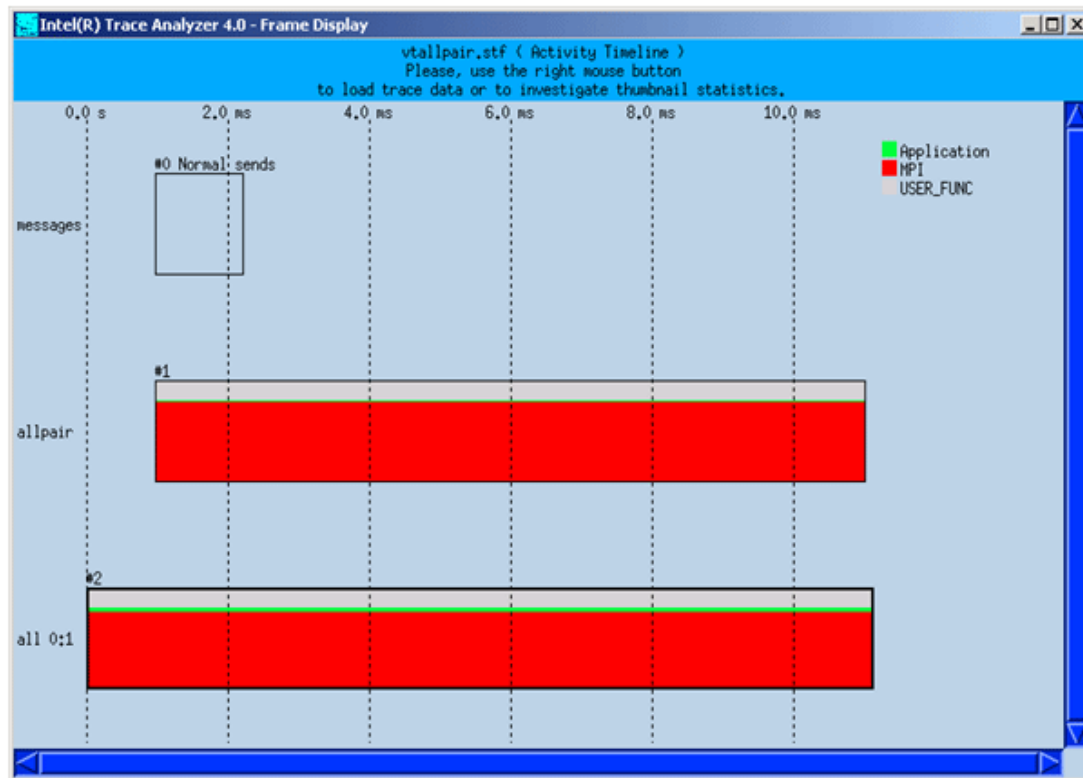 Intel(R) Trace Analyzer 4.0 - Frame Display
vtallpair.stf ( Activity Timeline )
Please, use the right mouse button
to load trace data or to investigate thumbnail statistics.
0.0 s 2.0 ms 4.0 ms 6.0 ms 8.0 ms 10.0 ms
Application
MPI
USER_FUNC
#0 Normal sends
messages
#1
allpair
#2
all 0:1